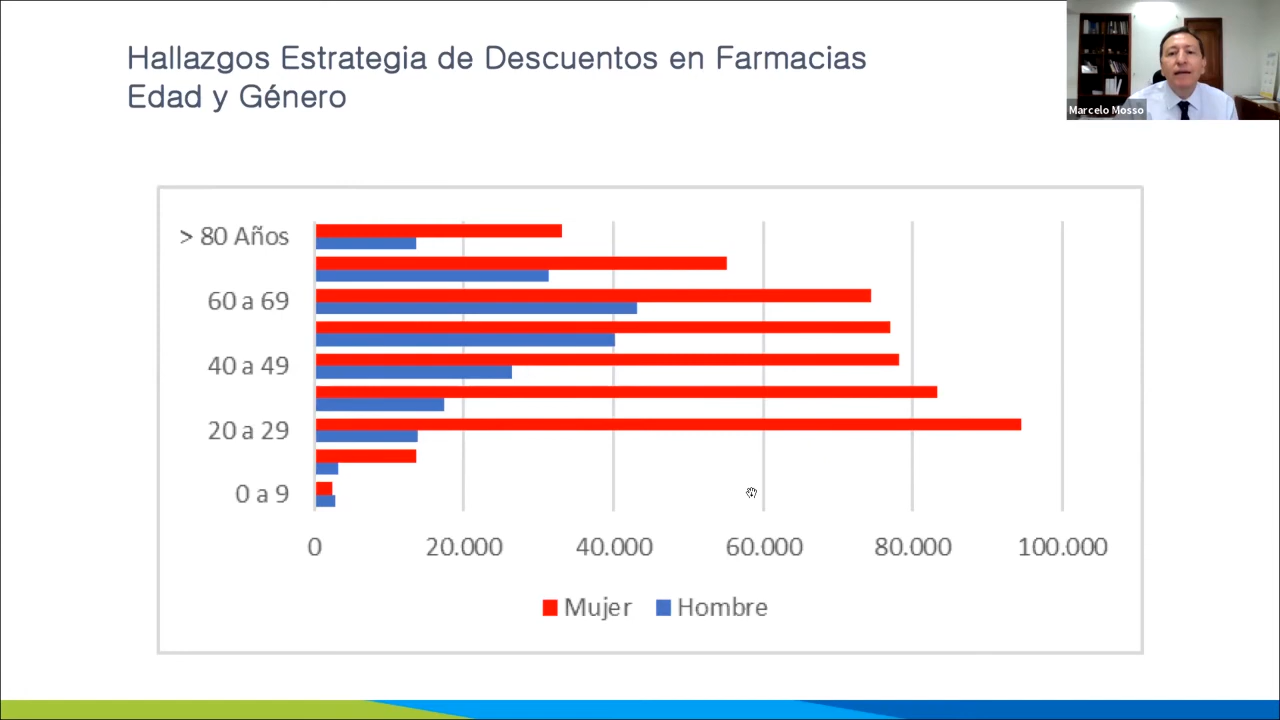 Hallazgos Estrategia de Descuentos en Farmacias
Edad y Género
Marcelo Mosso
> 80 Años
60 a 69
40 a 49
20 a 29
0 a 9
0 20.000 40.000 60.000 80.000 100.000
Mujer Hombre